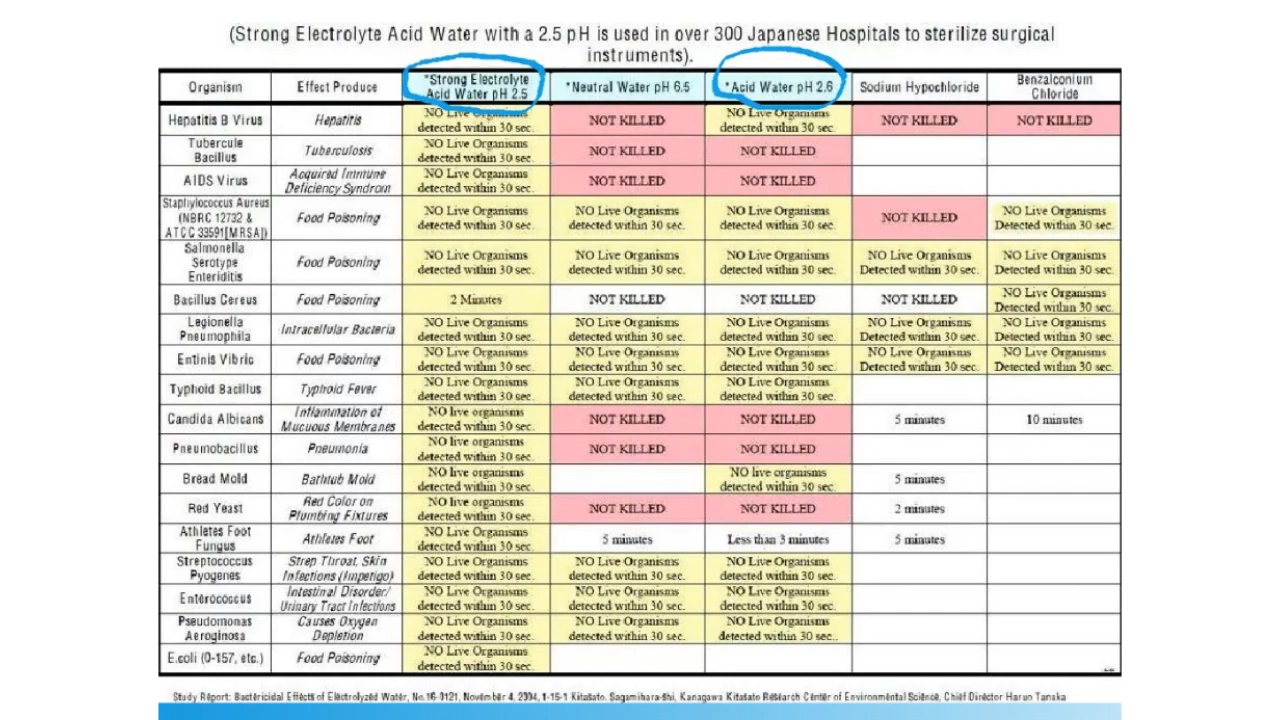 (Strong Electrolyte Acid Water with a 2.5 pH is used in over 300 Japanese Hospitals to sterilize surgical
instruments).
Organism Effect Produce *Strong Electrolyte Acid Water pH 2.5 *Neutral Water pH 6.5 *Acid Water pH 2.6 Sodium Hypochloride Benzalconium Chloride
Hepatitis B Virus Hepatitis NO Live Organisms detected within 30 sec. NOT KILLED NO Live Organisms detected within 30 sec. NOT KILLED NOT KILLED
Tubercule Bacillus Tuberculosis NO Live Organisms detected within 30 sec. NOT KILLED NOT KILLED
AIDS Virus Acquired Immune Deficiency Syndrom NO Live Organisms detected within 30 sec. NOT KILLED NOT KILLED
Staphylococcus Aureus (NBRC 12732 & ATCC 33591[MRSA]) Food Poisoning NO Live Organisms detected within 30 sec. NO Live Organisms detected within 30 sec. NO Live Organisms detected within 30 sec. NOT KILLED NO Live Organisms Detected within 30 sec.
Salmonella Serotype Enteriditis Food Poisoning NO Live Organisms detected within 30 sec. NO Live Organisms detected within 30 sec. NO Live Organisms detected within 30 sec. NO Live Organisms Detected within 30 sec. NO Live Organisms Detected within 30 sec.
Bacillus Cereus Food Poisoning 2 Minutes NOT KILLED NOT KILLED NOT KILLED NO Live Organisms Detected within 30 sec.
Legionella Pneumophila Intracellular Bacteria NO Live Organisms detected within 30 sec. NO Live Organisms detected within 30 sec. NO Live Organisms detected within 30 sec. NO Live Organisms Detected within 30 sec. NO Live Organisms Detected within 30 sec.
Entinis Vibric Food Poisoning NO Live Organisms detected within 30 sec. NO Live Organisms detected within 30 sec. NO Live Organisms detected within 30 sec. NO Live Organisms Detected within 30 sec. NO Live Organisms Detected within 30 sec.
Typhoid Bacillus Typhoid Fever NO Live Organisms detected within 30 sec. NO Live Organisms detected within 30 sec. NO Live Organisms detected within 30 sec.
Candida Albicans Inflammation of Mucuous Membranes NO live organisms detected within 30 sec. NOT KILLED NOT KILLED 5 minutes 10 minutes
Pneumobacillus Pneumonia NO live organisms detected within 30 sec. NOT KILLED NOT KILLED
Bread Mold Bathtub Mold NO live organisms detected within 30 sec. NO live organisms detected within 30 sec. 5 minutes
Red Yeast Red Color on Plumbing Fixtures NO live organisms detected within 30 sec. NOT KILLED NOT KILLED 2 minutes
Athletes Foot Fungus Athletes Foot NO Live Organisms detected within 30 sec. 5 minutes Less than 3 minutes 5 minutes
Streptococcus Pyogenes Strep Throat, Skin Infections (Impetigo) NO Live Organisms detected within 30 sec. NO Live Organisms detected within 30 sec. NO Live Organisms detected within 30 sec.
Enterococcus Intestinal Disorder/ Urinary Tract Infections NO Live Organisms detected within 30 sec. NO Live Organisms detected within 30 sec. NO Live Organisms detected within 30 sec.
Pseudomonas Aeroginosa Causes Oxygen Depletion NO Live Organisms detected within 30 sec. NO Live Organisms detected within 30 sec. NO Live Organisms detected within 30 sec..
E.coli (0-157, etc.) Food Poisoning NO Live Organisms detected within 30 sec.
Study Report: Bactericidal Effects of Electrolyzed Water, No.16-0121, November 4, 2004, 1-15-1 Kitasato. Sagamihara-Shi, Kanagawa Kitasato Research Center of Environmental Science, Chief Director Haruo Tanaka